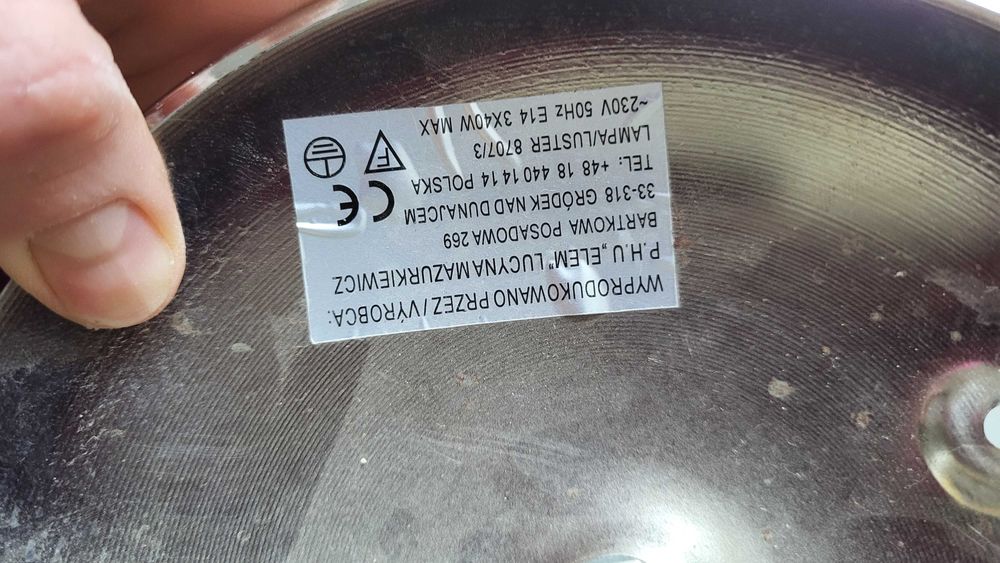 WYPRODUKOWANO PRZEZ / VÝROBCA:
P.H.U „ELEM” LUCYNA MAZURKIEWICZ
BARTKOWA POSADOWA 269
33-318 GRÓDEK NAD DUNAJCEM
TEL: +48 18 440 14 14 POLSKA
LAMPA/LUSTER 8707/3
~230V 50Hz E14 3X40W MAX
CE
F